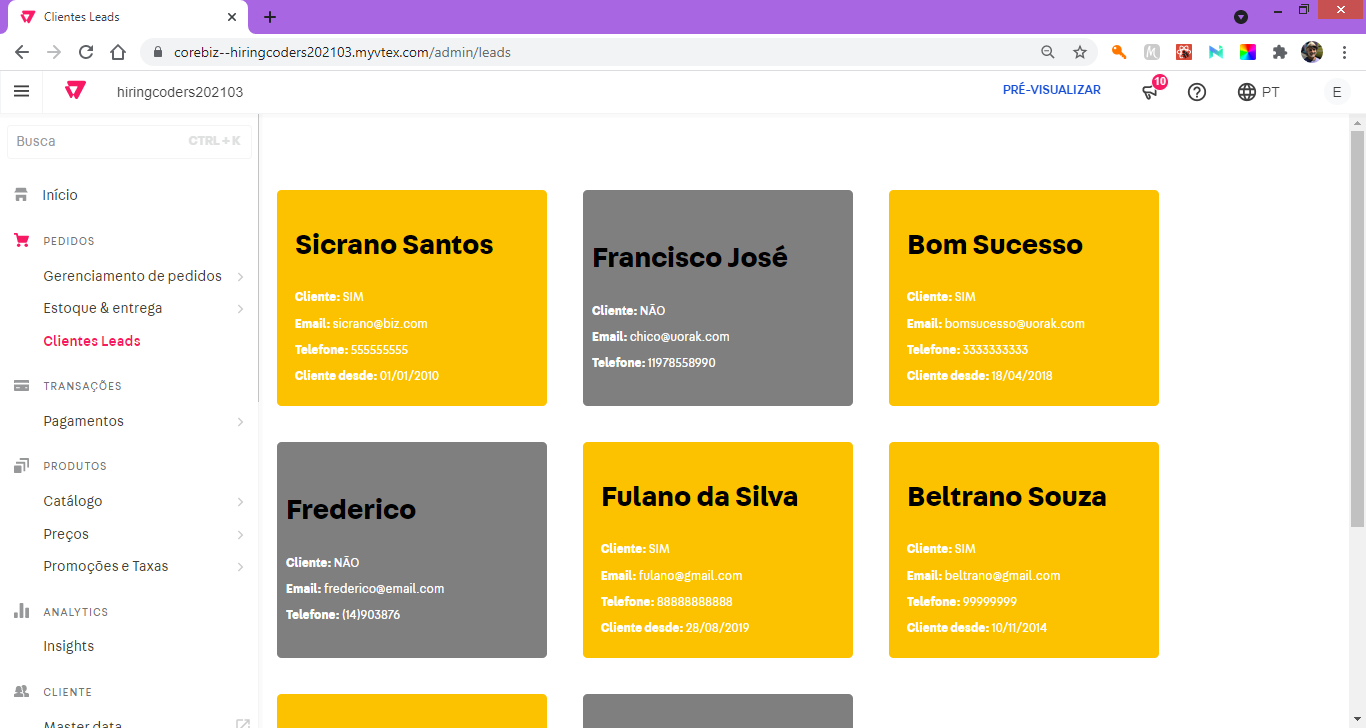 Clientes Leads
corebiz--hiringcoders202103.myvtex.com/admin/leads
hiringcoders202103
PRÉ-VISUALIZAR
10
PT
E
Busca
CTRL + K
Início
PEDIDOS
Gerenciamento de pedidos
Estoque & entrega
Clientes Leads
TRANSAÇÕES
Pagamentos
PRODUTOS
Catálogo
Preços
Promoções e Taxas
ANALYTICS
Insights
CLIENTE
Master data
Sicrano Santos
Cliente: SIM
Email: sicrano@biz.com
Telefone: 555555555
Cliente desde: 01/01/2010
Francisco José
Cliente: NÃO
Email: chico@uorak.com
Telefone: 11978558990
Bom Sucesso
Cliente: SIM
Email: bomsucesso@uorak.com
Telefone: 3333333333
Cliente desde: 18/04/2018
Frederico
Cliente: NÃO
Email: frederico@email.com
Telefone: (14)903876
Fulano da Silva
Cliente: SIM
Email: fulano@gmail.com
Telefone: 88888888888
Cliente desde: 28/08/2019
Beltrano Souza
Cliente: SIM
Email: beltrano@gmail.com
Telefone: 99999999
Cliente desde: 10/11/2014